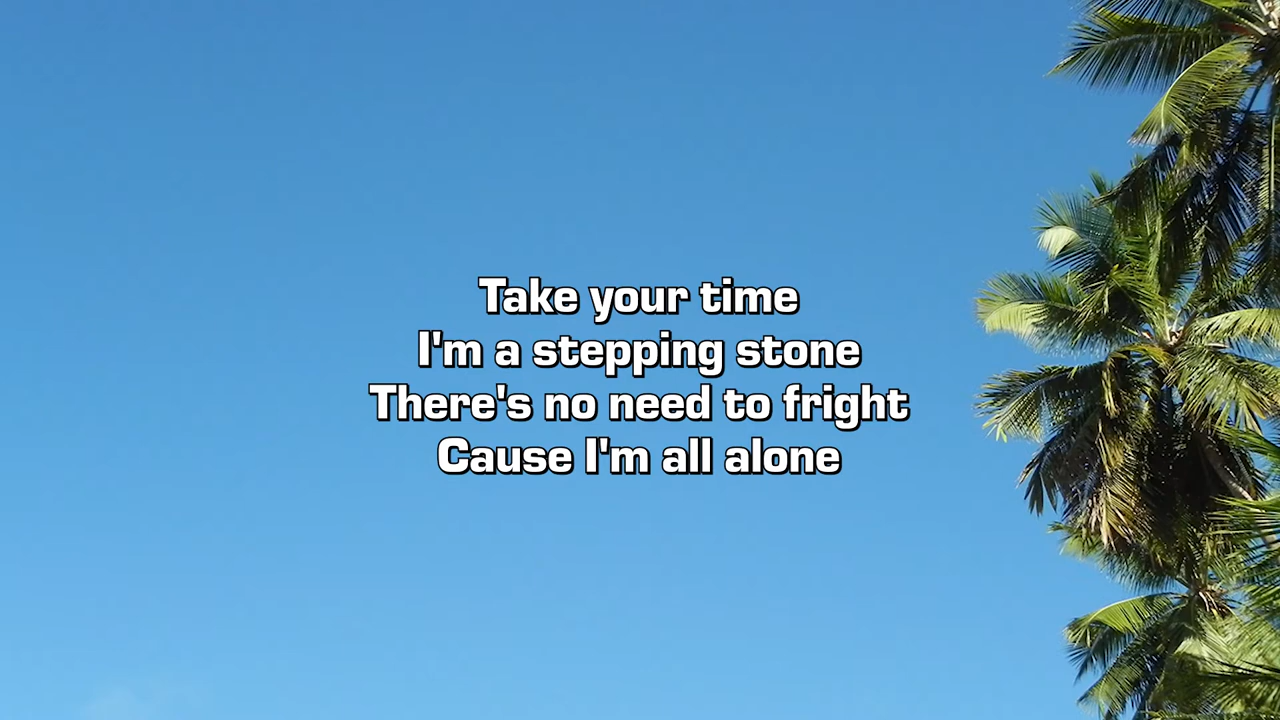 Take your time
I'm a stepping stone
There's no need to fright
Cause I'm all alone